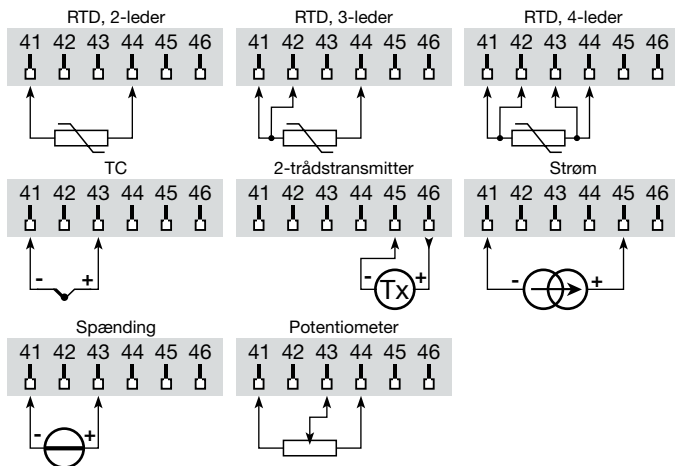 RTD, 2-leder RTD, 3-leder RTD, 4-leder
41 42 43 44 45 46 41 42 43 44 45 46 41 42 43 44 45 46
TC 2-trådstransmitter Strøm
41 42 43 44 45 46 41 42 43 44 45 46 41 42 43 44 45 46
- + - Tx + - +
Spænding Potentiometer
41 42 43 44 45 46 41 42 43 44 45 46
- +